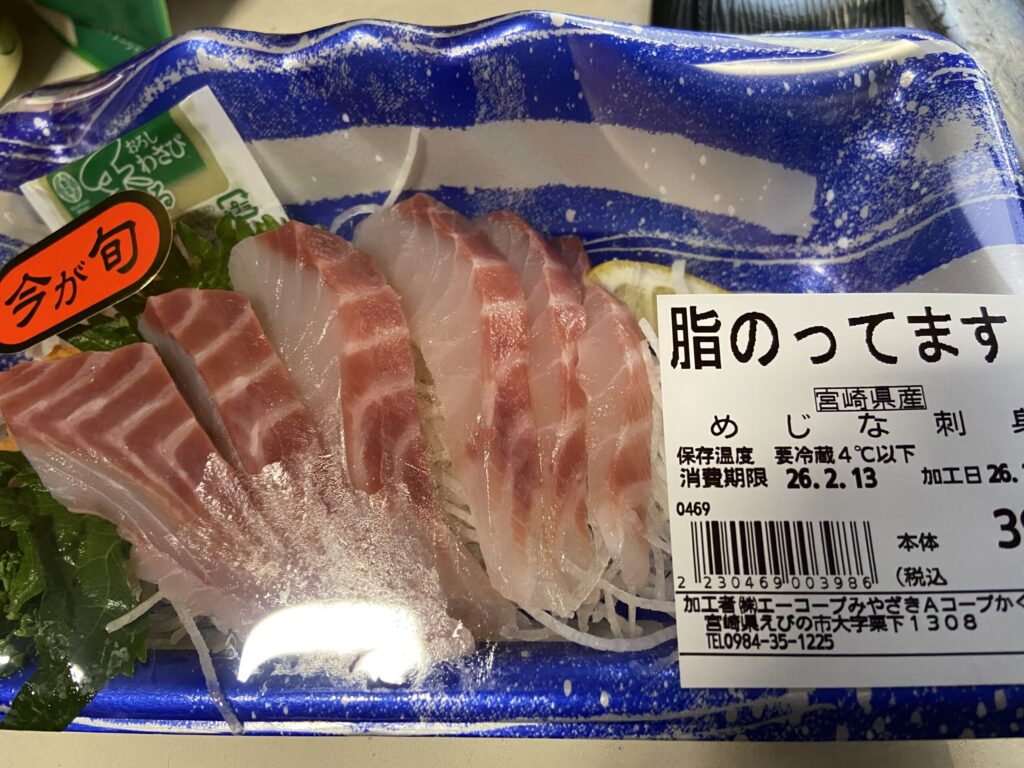 おろし
わさび
今が旬
脂のってます
宮崎県産
めじな刺身
保存温度 要冷蔵4℃以下
消費期限 26.2.13 加工日 26.
0469
本体
2 230469 003986 (税込
加工者㈱エーコープみやざきAコープかく
宮崎県えびの市大字栗下1308
TEL0984-35-1225